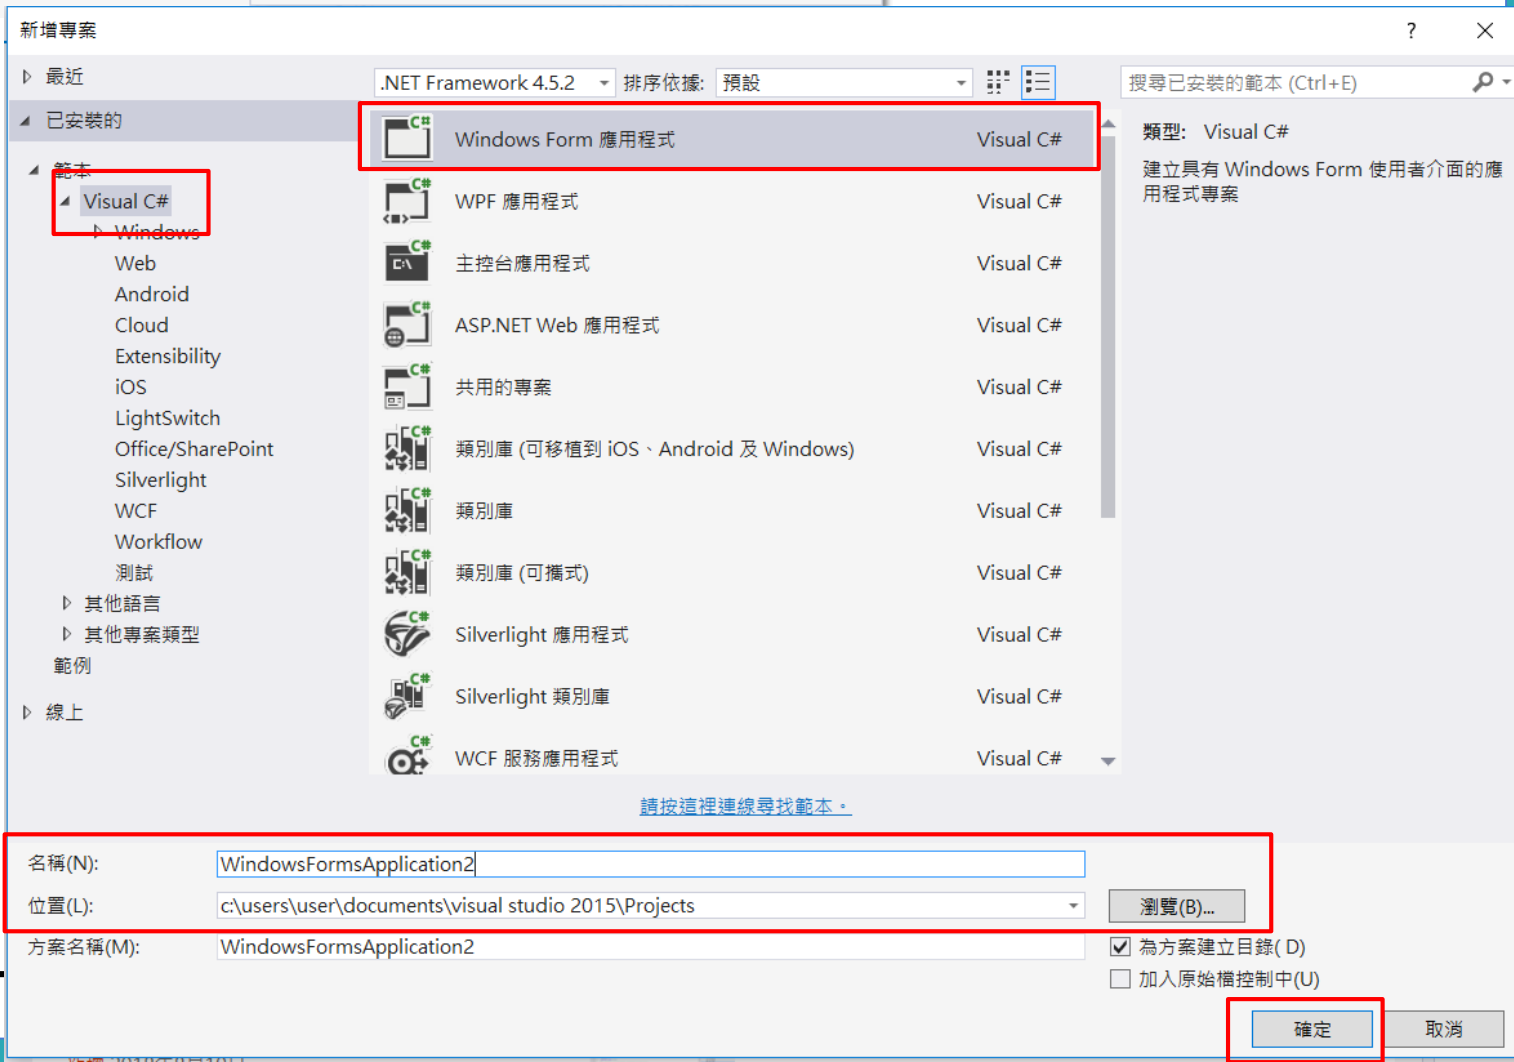 新增專案
?
最近
.NET Framework 4.5.2
排序依據:
預設
搜尋已安裝的範本 (Ctrl+E)
已安裝的
範本
Visual C#
Windows
Web
Android
Cloud
Extensibility
iOS
LightSwitch
Office/SharePoint
Silverlight
WCF
Workflow
測試
其他語言
其他專案類型
範例
線上
Windows Form 應用程式 Visual C#
WPF 應用程式 Visual C#
主控台應用程式 Visual C#
ASP.NET Web 應用程式 Visual C#
共用的專案 Visual C#
類別庫 (可移植到 iOS、Android 及 Windows) Visual C#
類別庫 Visual C#
類別庫 (可攜式) Visual C#
Silverlight 應用程式 Visual C#
Silverlight 類別庫 Visual C#
WCF 服務應用程式 Visual C#
請按這裡連線尋找範本。
類型: Visual C#
建立具有 Windows Form 使用者介面的應
用程式專案
名稱(N): WindowsFormsApplication2
位置(L): c:\users\user\documents\visual studio 2015\Projects 瀏覽(B)...
方案名稱(M): WindowsFormsApplication2
為方案建立目錄( D)
加入原始檔控制中(U)
確定 取消